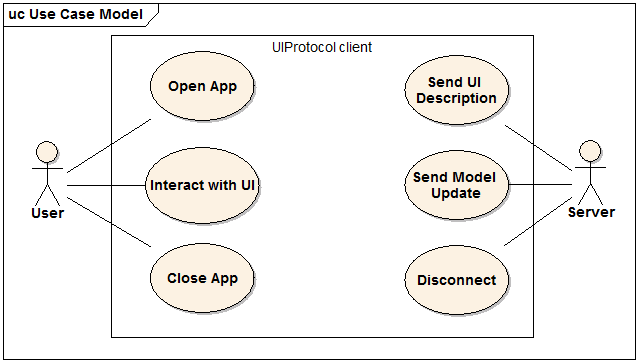 uc Use Case Model
UIProtocol client
Open App
Send UI
Description
Interact with UI
Send Model
Update
User
Server
Close App
Disconnect